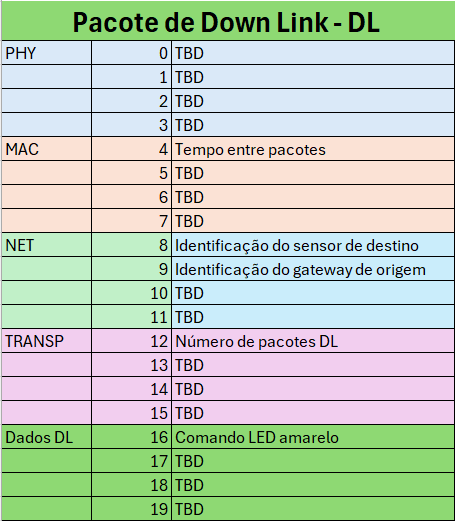 Pacote de Down Link - DL
PHY 0 TBD
1 TBD
2 TBD
3 TBD
MAC 4 Tempo entre pacotes
5 TBD
6 TBD
7 TBD
NET 8 Identificação do sensor de destino
9 Identificação do gateway de origem
10 TBD
11 TBD
TRANSP 12 Número de pacotes DL
13 TBD
14 TBD
15 TBD
Dados DL 16 Comando LED amarelo
17 TBD
18 TBD
19 TBD